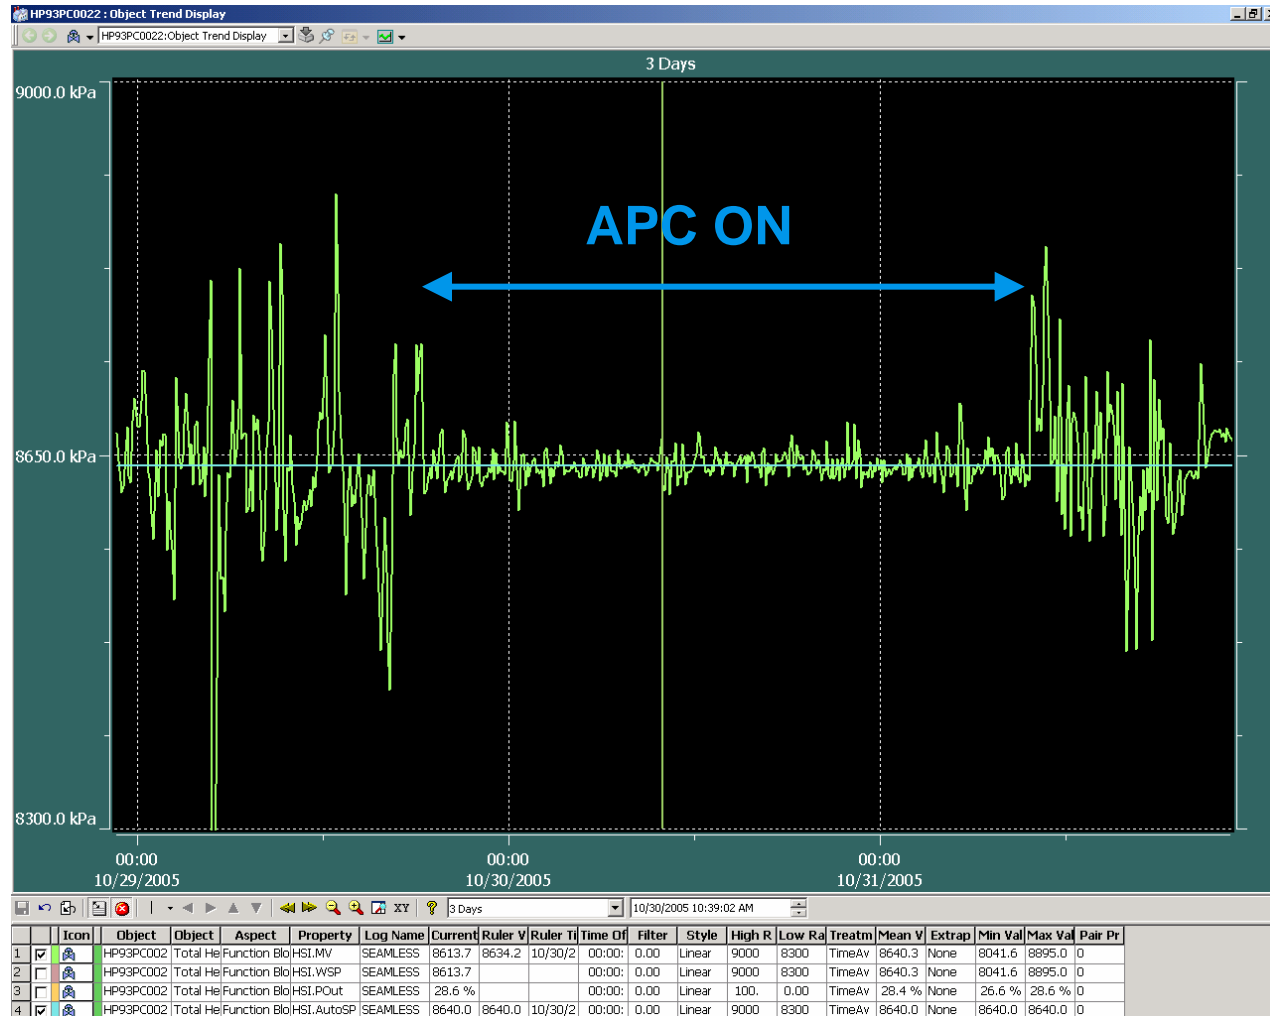 HP93PC0022 : Object Trend Display
HP93PC0022:Object Trend Display
3 Days
9000.0 kPa
APC ON
8650.0 kPa
8300.0 kPa
00:00 00:00 00:00
10/29/2005 10/30/2005 10/31/2005
XY 3 Days 10/30/2005 10:39:02 AM
Icon Object Object Aspect Property Log Name Current Ruler V Ruler Ti Time Of Filter Style High R Low Ra Treatm Mean V Extrap Min Val Max Val Pair Pr
1 HP93PC002 Total He Function Blo HSI.MV SEAMLESS 8613.7 8634.2 10/30/2 00:00: 0.00 Linear 9000 8300 TimeAv 8640.3 None 8041.6 8895.0 0
2 HP93PC002 Total He Function Blo HSI.WSP SEAMLESS 8613.7 00:00: 0.00 Linear 9000 8300 TimeAv 8640.3 None 8041.6 8895.0 0
3 HP93PC002 Total He Function Blo HSI.POut SEAMLESS 28.6 % 00:00: 0.00 Linear 100. 0.00 TimeAv 28.4 % None 26.6 % 28.6 % 0
4 HP93PC002 Total He Function Blo HSI.AutoSP SEAMLESS 8640.0 8640.0 10/30/2 00:00: 0.00 Linear 9000 8300 TimeAv 8640.0 None 8640.0 8640.0 0